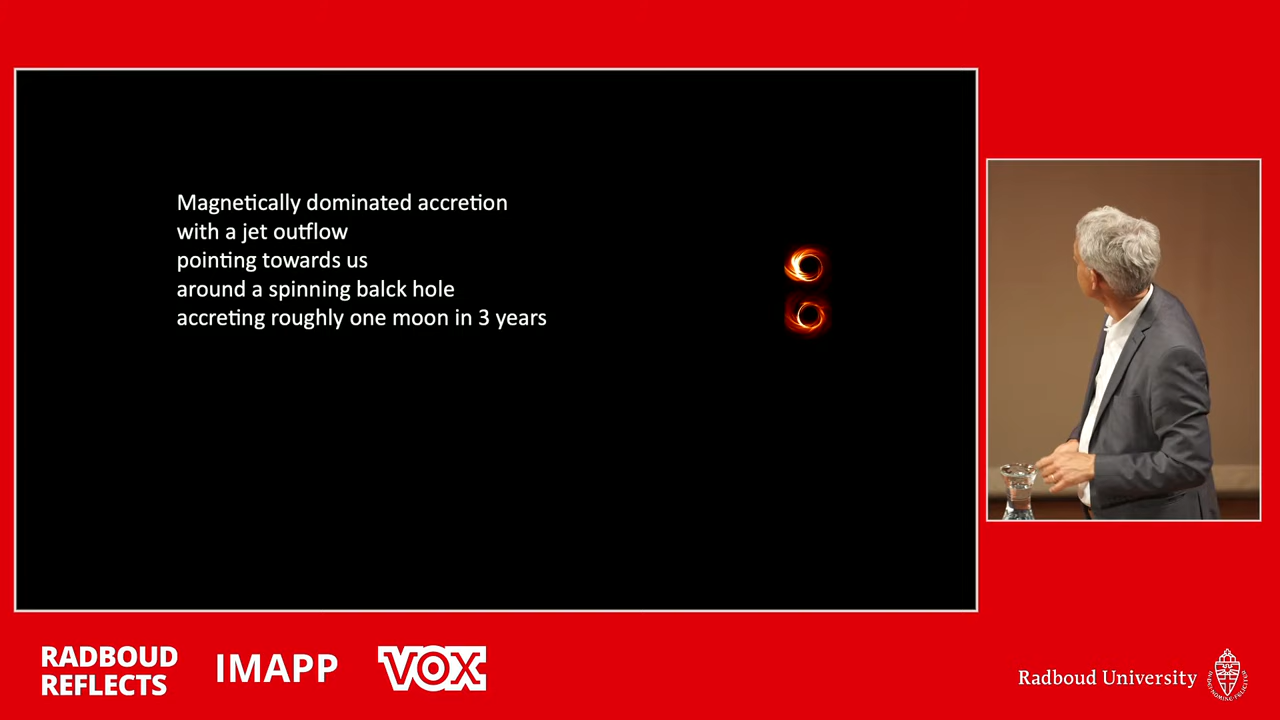 Magnetically dominated accretion
with a jet outflow
pointing towards us
around a spinning balck hole
accreting roughly one moon in 3 years
RADBOUD
REFLECTS
IMAPP
VOX
Radboud University